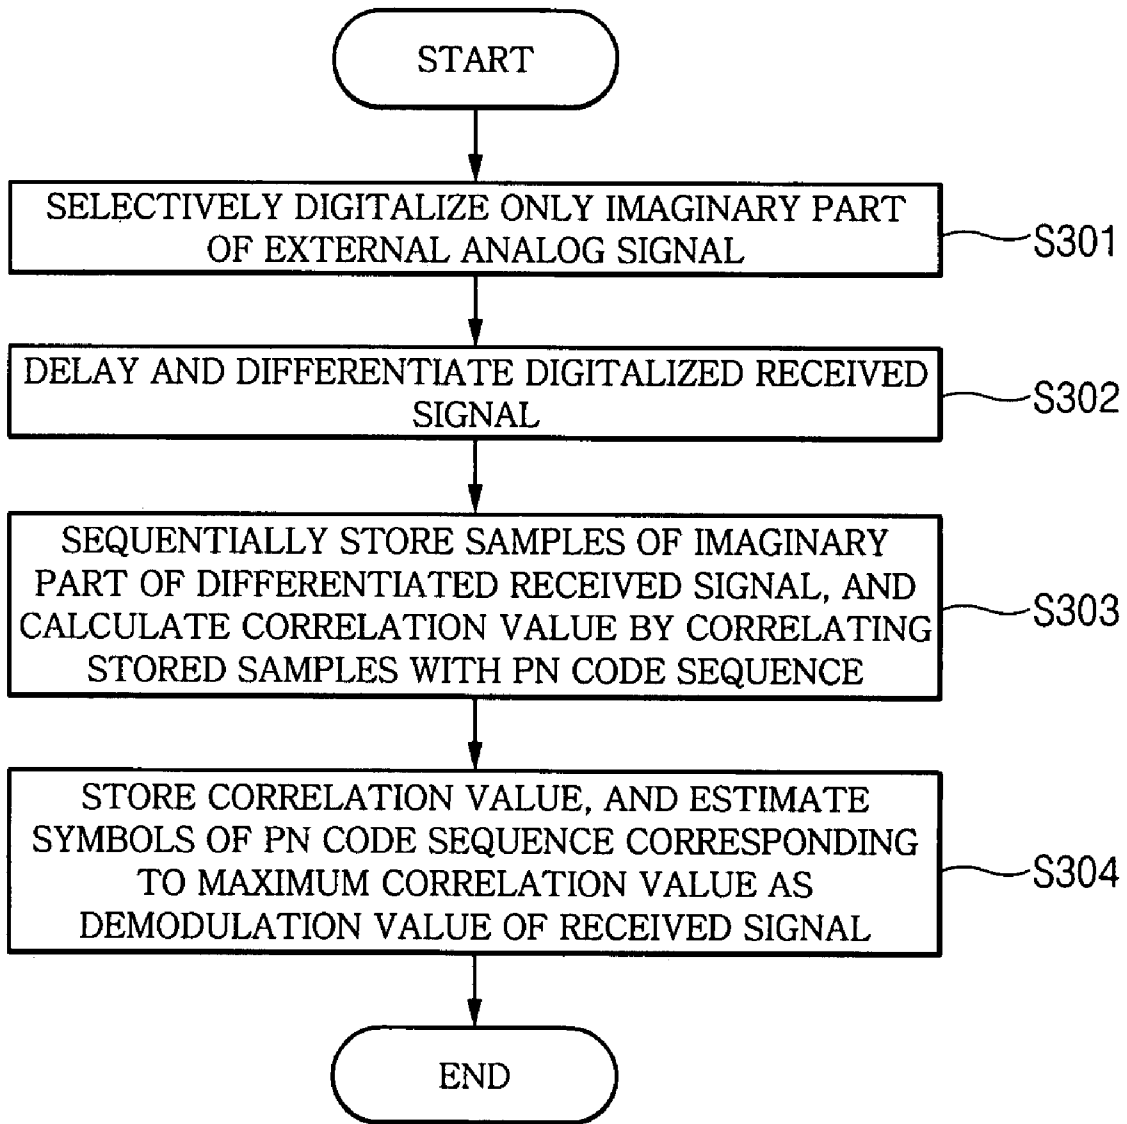 START
SELECTIVELY DIGITALIZE ONLY IMAGINARY PART
OF EXTERNAL ANALOG SIGNAL
S301
DELAY AND DIFFERENTIATE DIGITALIZED RECEIVED
SIGNAL
S302
SEQUENTIALLY STORE SAMPLES OF IMAGINARY
PART OF DIFFERENTIATED RECEIVED SIGNAL, AND
CALCULATE CORRELATION VALUE BY CORRELATING
STORED SAMPLES WITH PN CODE SEQUENCE
S303
STORE CORRELATION VALUE, AND ESTIMATE
SYMBOLS OF PN CODE SEQUENCE CORRESPONDING
TO MAXIMUM CORRELATION VALUE AS
DEMODULATION VALUE OF RECEIVED SIGNAL
S304
END